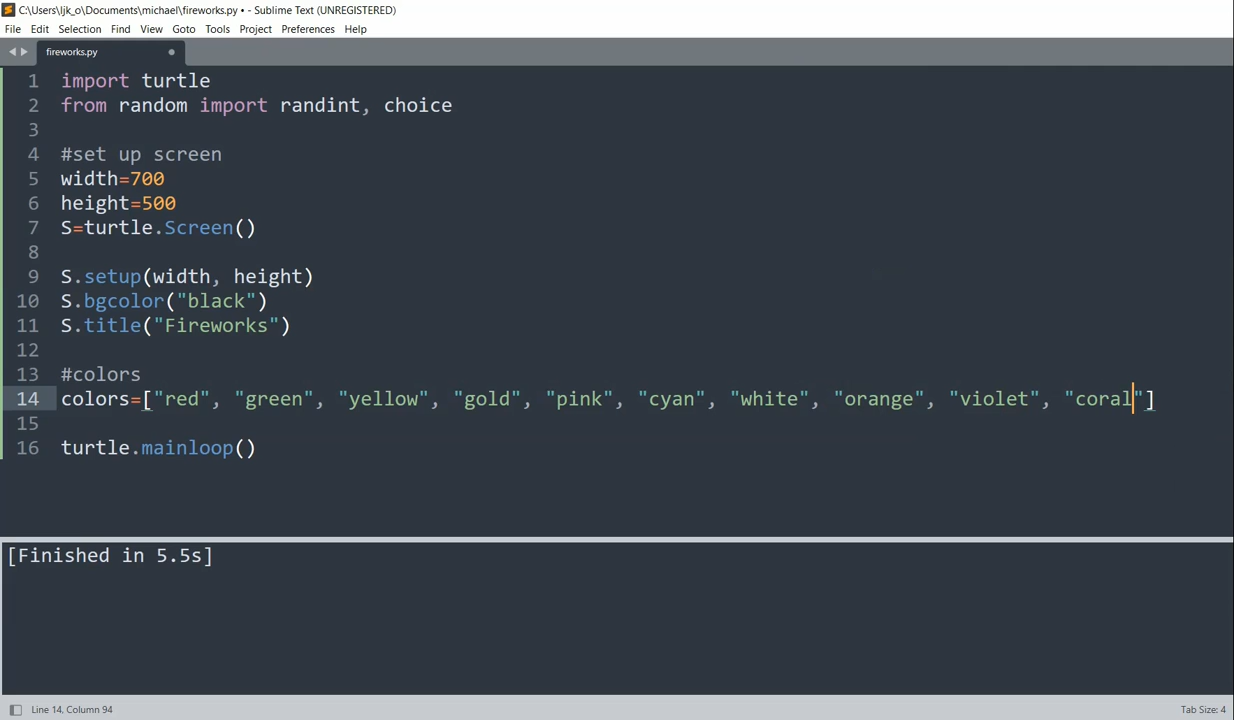 C:\Users\ljk_o\Documents\michael\fireworks.py • - Sublime Text (UNREGISTERED)
File Edit Selection Find View Goto Tools Project Preferences Help
fireworks.py
1 import turtle
2 from random import randint, choice
3
4 #set up screen
5 width=700
6 height=500
7 S=turtle.Screen()
8
9 S.setup(width, height)
10 S.bgcolor("black")
11 S.title("Fireworks")
12
13 #colors
14 colors=["red", "green", "yellow", "gold", "pink", "cyan", "white", "orange", "violet", "coral"]
15
16 turtle.mainloop()
[Finished in 5.5s]
Line 14, Column 94 Tab Size: 4